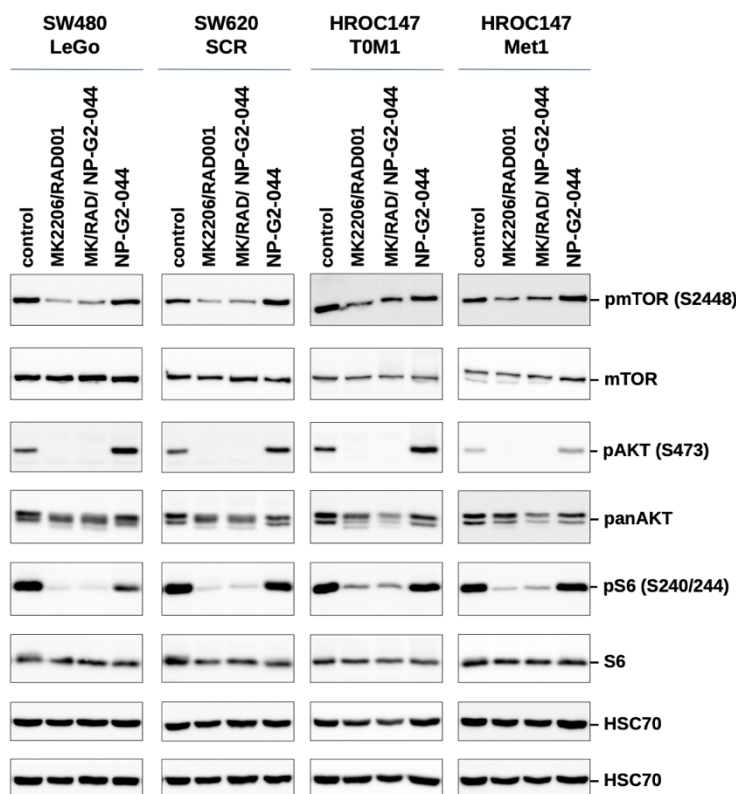 SW480
LeGo
SW620
SCR
HROC147
T0M1
HROC147
Met1
control
MK2206/RAD001
MK/RAD/ NP-G2-044
NP-G2-044
control
MK2206/RAD001
MK/RAD/ NP-G2-044
NP-G2-044
control
MK2206/RAD001
MK/RAD/ NP-G2-044
NP-G2-044
control
MK2206/RAD001
MK/RAD/ NP-G2-044
NP-G2-044
pmTOR (S2448)
mTOR
pAKT (S473)
panAKT
pS6 (S240/244)
S6
HSC70
HSC70